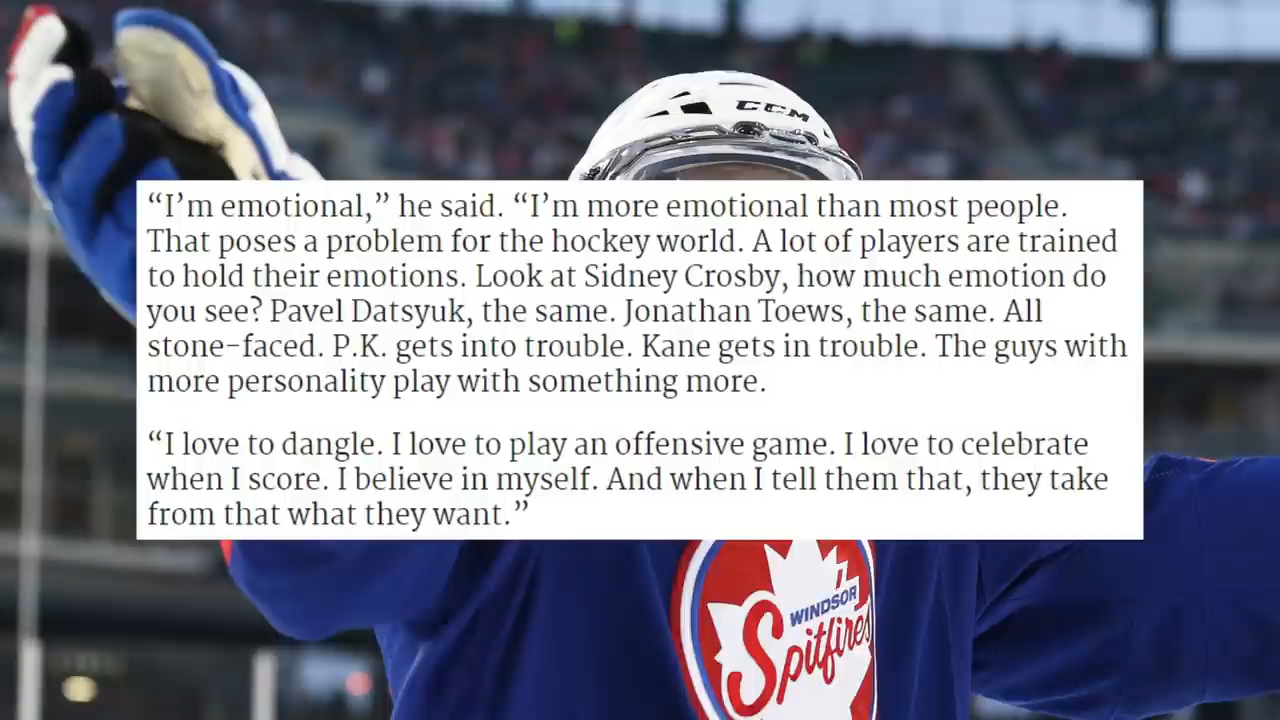 CCM
“I’m emotional,” he said. “I’m more emotional than most people.
That poses a problem for the hockey world. A lot of players are trained
to hold their emotions. Look at Sidney Crosby, how much emotion do
you see? Pavel Datsyuk, the same. Jonathan Toews, the same. All
stone-faced. P.K. gets into trouble. Kane gets in trouble. The guys with
more personality play with something more.
“I love to dangle. I love to play an offensive game. I love to celebrate
when I score. I believe in myself. And when I tell them that, they take
from that what they want.”
WINDSOR
Spitfires